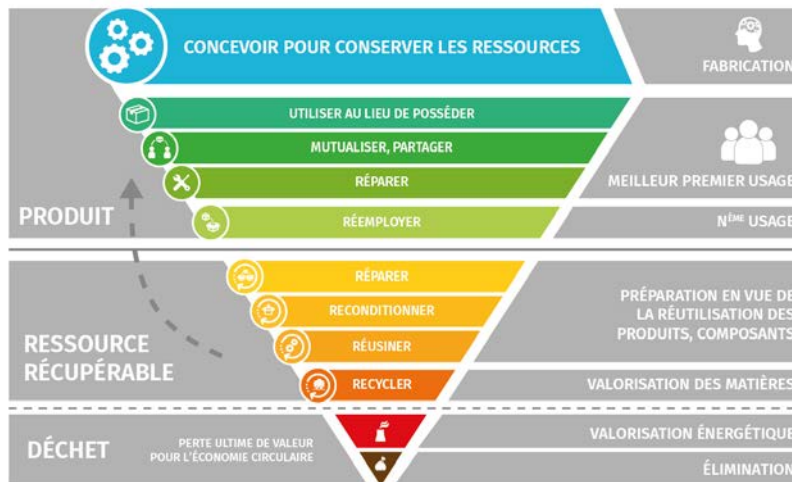 CONCEVOIR POUR CONSERVER LES RESSOURCES
FABRICATION
UTILISER AU LIEU DE POSSÉDER
MUTUALISER, PARTAGER
RÉPARER
MEILLEUR PREMIER USAGE
PRODUIT
RÉEMPLOYER
NÈME USAGE
RÉPARER
RECONDITIONNER
RÉUSINER
PRÉPARATION EN VUE DE
LA RÉUTILISATION DES
PRODUITS, COMPOSANTS
RESSOURCE
RÉCUPÉRABLE
RECYCLER
VALORISATION DES MATIÈRES
DÉCHET
PERTE ULTIME DE VALEUR
POUR L'ÉCONOMIE CIRCULAIRE
VALORISATION ÉNERGÉTIQUE
ÉLIMINATION